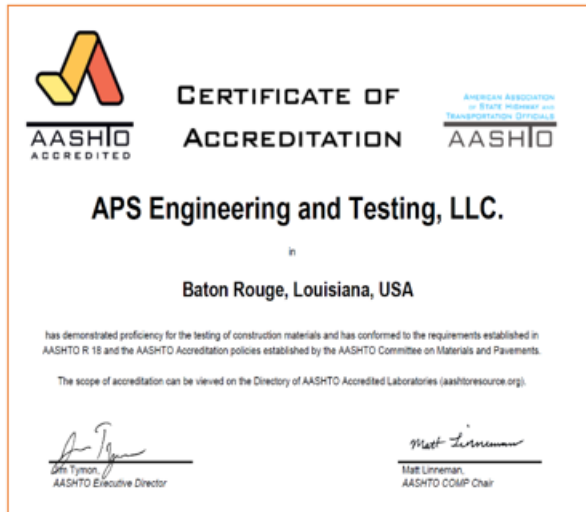 AASHTO
ACCREDITED
CERTIFICATE OF
ACCREDITATION
AMERICAN ASSOCIATION
OF STATE HIGHWAY AND
TRANSPORTATION OFFICIALS
AASHTO
APS Engineering and Testing, LLC.
in
Baton Rouge, Louisiana, USA
has demonstrated proficiency for the testing of construction materials and has conformed to the requirements established in
AASHTO R 18 and the AASHTO Accreditation policies established by the AASHTO Committee on Materials and Pavements.
The scope of accreditation can be viewed on the Directory of AASHTO Accredited Laboratories (aashtoresource.org).
Jim Tymon,
AASHTO Executive Director
Matt Linneman
Matt Linneman,
AASHTO COMP Chair